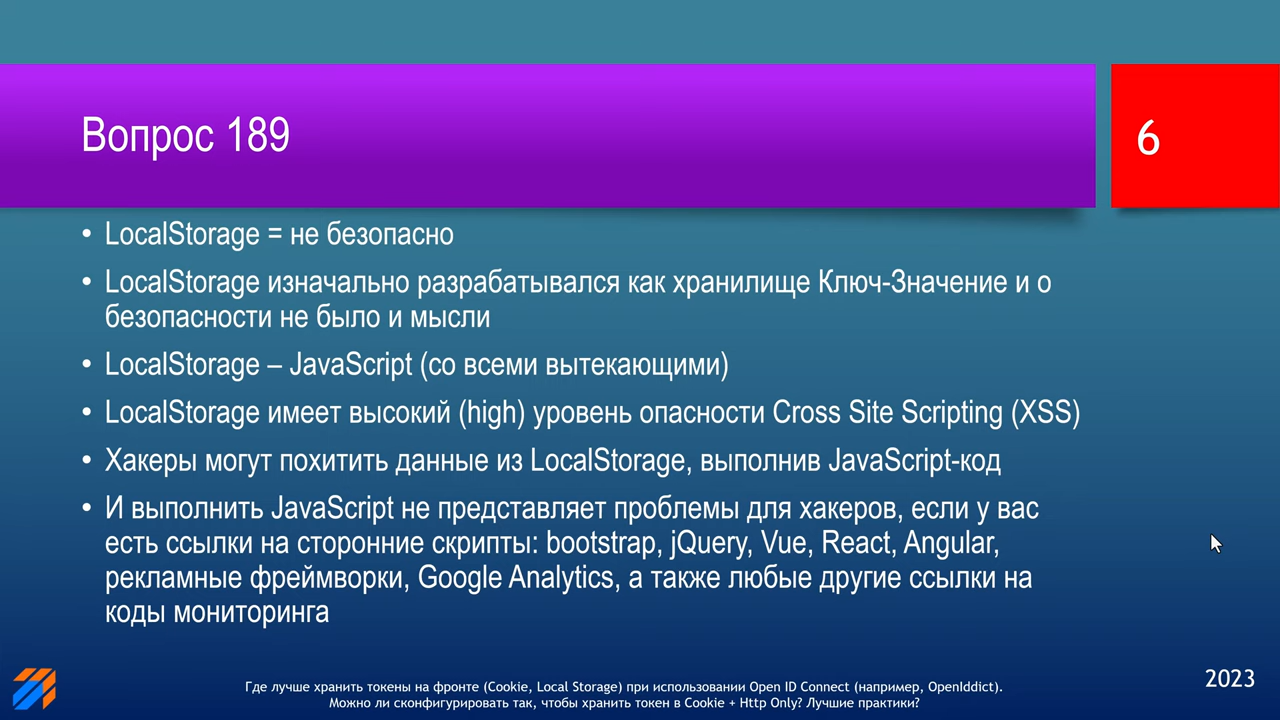 Вопрос 189
6
• LocalStorage = не безопасно
• LocalStorage изначально разрабатывался как хранилище Ключ-Значение и о
безопасности не было и мысли
• LocalStorage – JavaScript (со всеми вытекающими)
• LocalStorage имеет высокий (high) уровень опасности Cross Site Scripting (XSS)
• Хакеры могут похитить данные из LocalStorage, выполнив JavaScript-код
• И выполнить JavaScript не представляет проблемы для хакеров, если у вас
есть ссылки на сторонние скрипты: bootstrap, jQuery, Vue, React, Angular,
рекламные фреймворки, Google Analytics, а также любые другие ссылки на
коды мониторинга
Где лучше хранить токены на фронте (Cookie, Local Storage) при использовании Open ID Connect (например, OpenIddict).
Можно ли сконфигурировать так, чтобы хранить токен в Cookie + Http Only? Лучшие практики?
2023